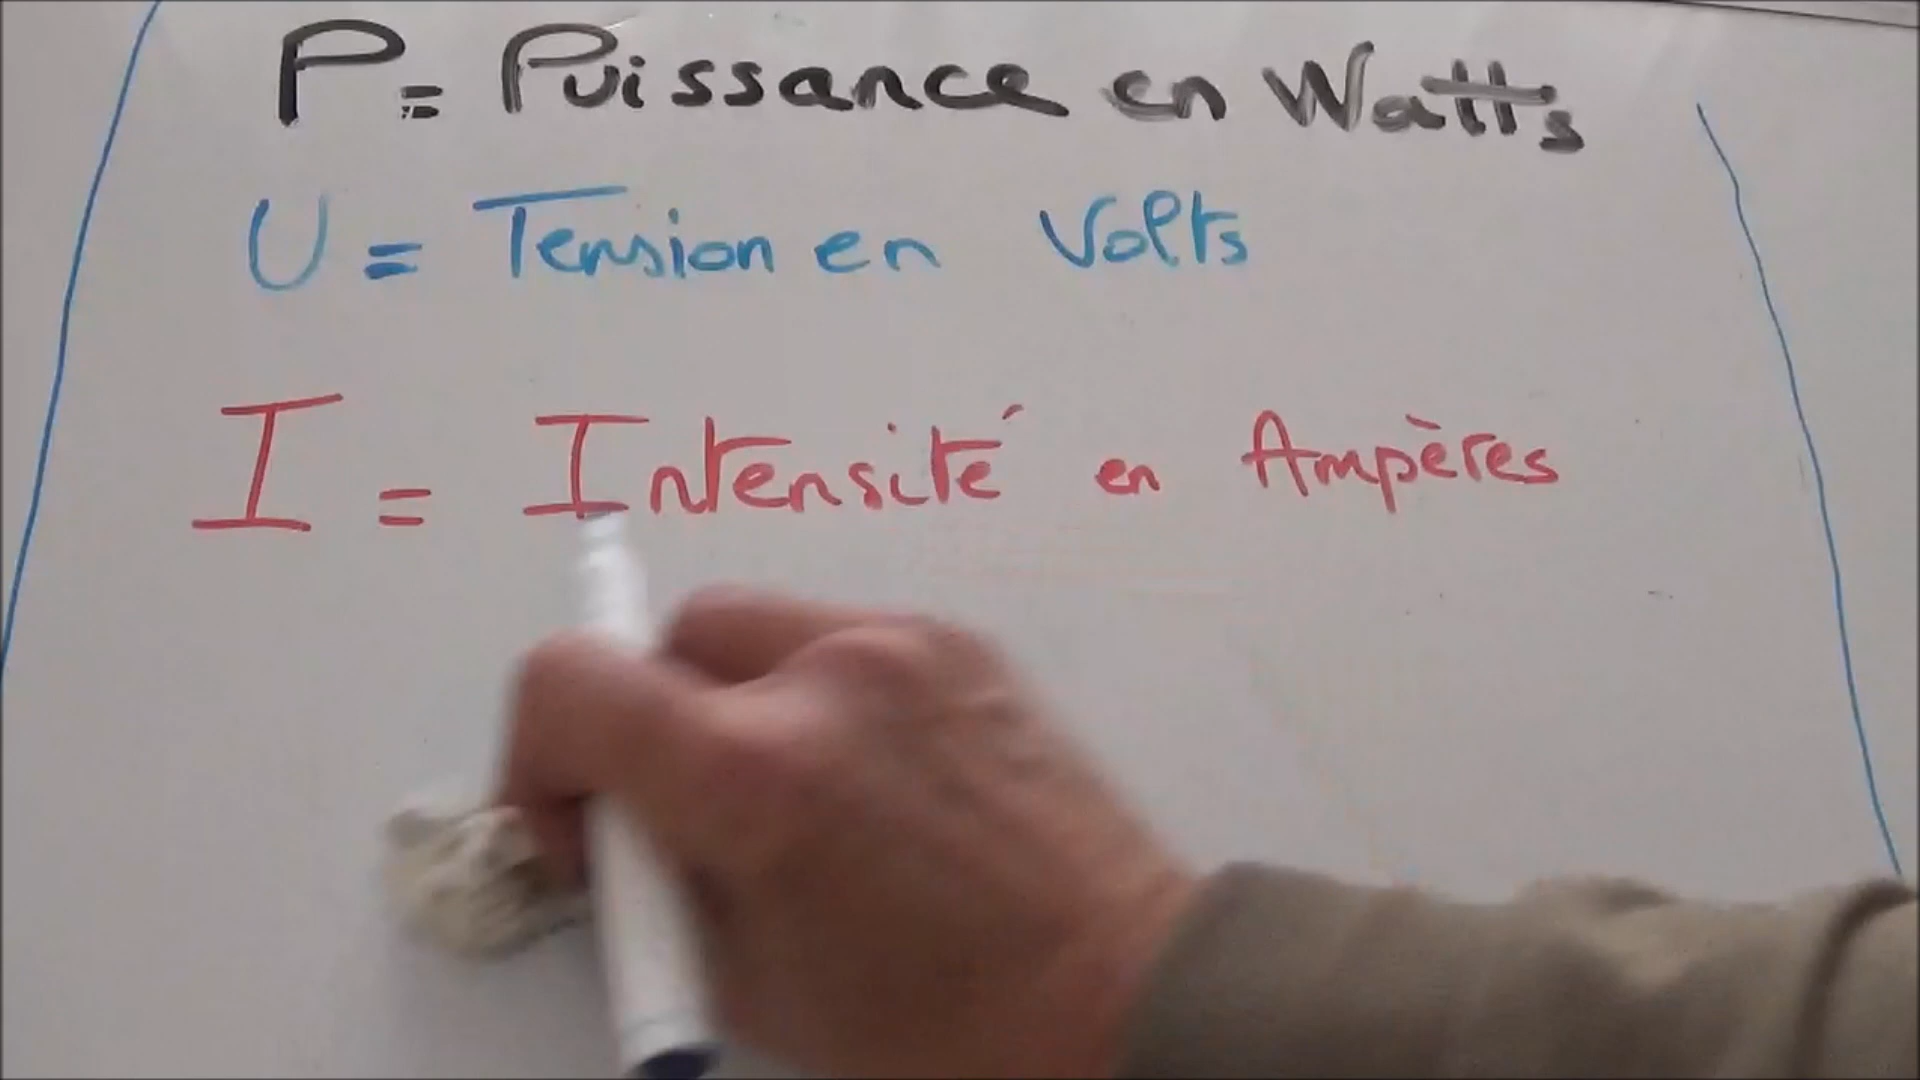 P = Puissance en Watts
U = Tension en Volts
I = Intensité en Ampères